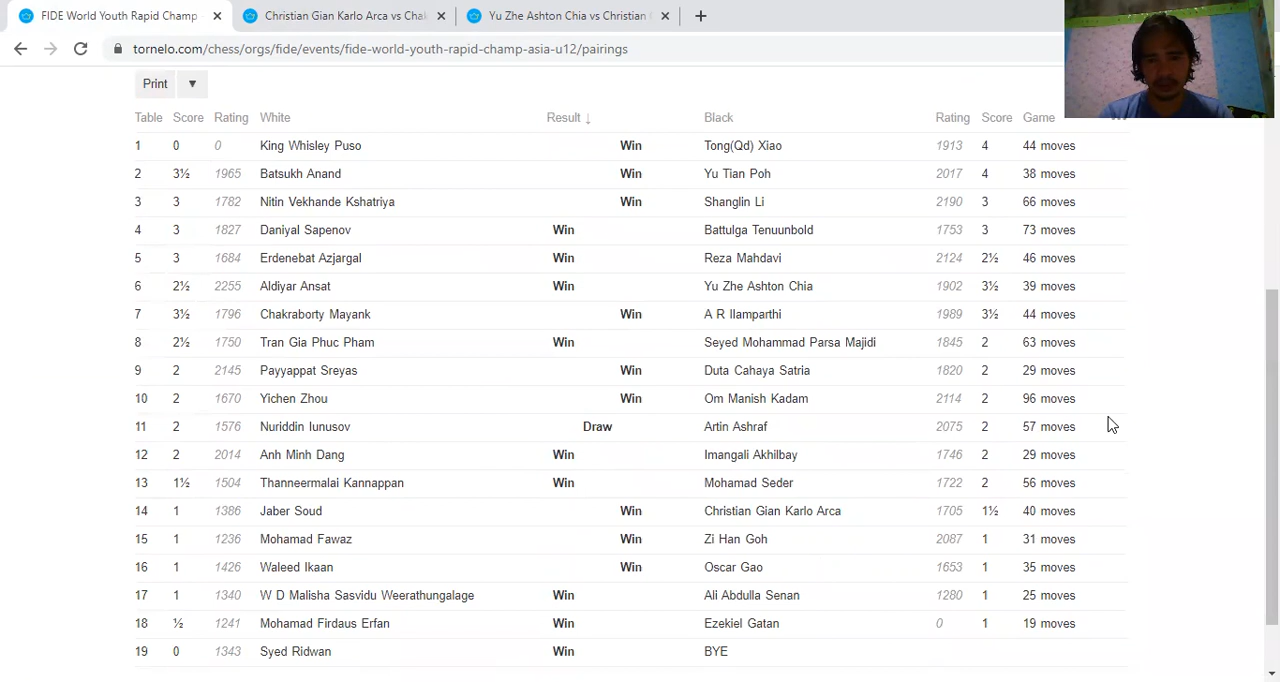 FIDE World Youth Rapid Champ
Christian Gian Karlo Arca vs Chak
Yu Zhe Ashton Chia vs Christian
tornelo.com/chess/orgs/fide/events/fide-world-youth-rapid-champ-asia-u12/pairings
Print
Table Score Rating White Result ↓ Black Rating Score Game
1 0 0 King Whisley Puso Win Tong(Qd) Xiao 1913 4 44 moves
2 3½ 1965 Batsukh Anand Win Yu Tian Poh 2017 4 38 moves
3 3 1782 Nitin Vekhande Kshatriya Win Shanglin Li 2190 3 66 moves
4 3 1827 Daniyal Sapenov Win Battulga Tenuunbold 1753 3 73 moves
5 3 1684 Erdenebat Azjargal Win Reza Mahdavi 2124 2½ 46 moves
6 2½ 2255 Aldiyar Ansat Win Yu Zhe Ashton Chia 1902 3½ 39 moves
7 3½ 1796 Chakraborty Mayank Win A R Ilamparthi 1989 3½ 44 moves
8 2½ 1750 Tran Gia Phuc Pham Win Seyed Mohammad Parsa Majidi 1845 2 63 moves
9 2 2145 Payyappat Sreyas Win Duta Cahaya Satria 1820 2 29 moves
10 2 1670 Yichen Zhou Win Om Manish Kadam 2114 2 96 moves
11 2 1576 Nuriddin Iunusov Draw Artin Ashraf 2075 2 57 moves
12 2 2014 Anh Minh Dang Win Imangali Akhilbay 1746 2 29 moves
13 1½ 1504 Thanneermalai Kannappan Win Mohamad Seder 1722 2 56 moves
14 1 1386 Jaber Soud Win Christian Gian Karlo Arca 1705 1½ 40 moves
15 1 1236 Mohamad Fawaz Win Zi Han Goh 2087 1 31 moves
16 1 1426 Waleed Ikaan Win Oscar Gao 1653 1 35 moves
17 1 1340 W D Malisha Sasvidu Weerathungalage Win Ali Abdulla Senan 1280 1 25 moves
18 ½ 1241 Mohamad Firdaus Erfan Win Ezekiel Gatan 0 1 19 moves
19 0 1343 Syed Ridwan Win BYE